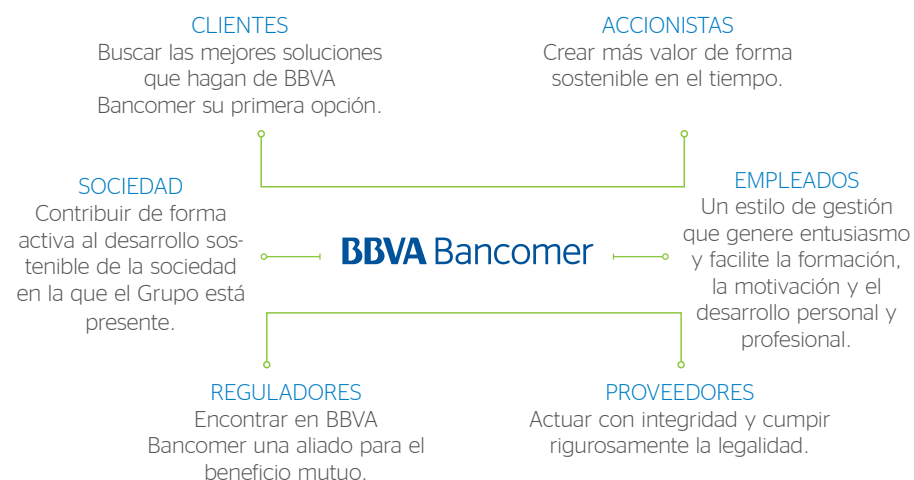 CLIENTES
Buscar las mejores soluciones
que hagan de BBVA
Bancomer su primera opción.
ACCIONISTAS
Crear más valor de forma
sostenible en el tiempo.
SOCIEDAD
Contribuir de forma
activa al desarrollo sos-
tenible de la sociedad
en la que el Grupo está
presente.
BBVA Bancomer
EMPLEADOS
Un estilo de gestión
que genere entusiasmo
y facilite la formación,
la motivación y el
desarrollo personal y
profesional.
REGULADORES
Encontrar en BBVA
Bancomer una aliado para el
beneficio mutuo.
PROVEEDORES
Actuar con integridad y cumpir
rigurosamente la legalidad.